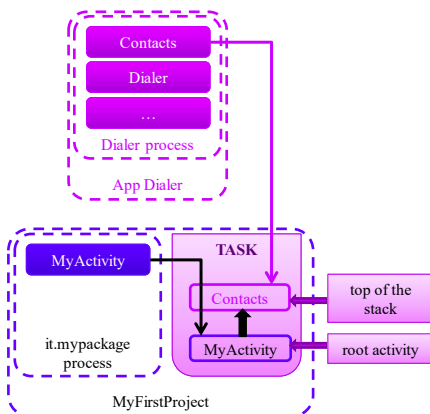 Contacts
Dialer
...
Dialer process
App Dialer
MyActivity
TASK
Contacts
top of the
stack
MyActivity
root activity
it.mypackage
process
MyFirstProject